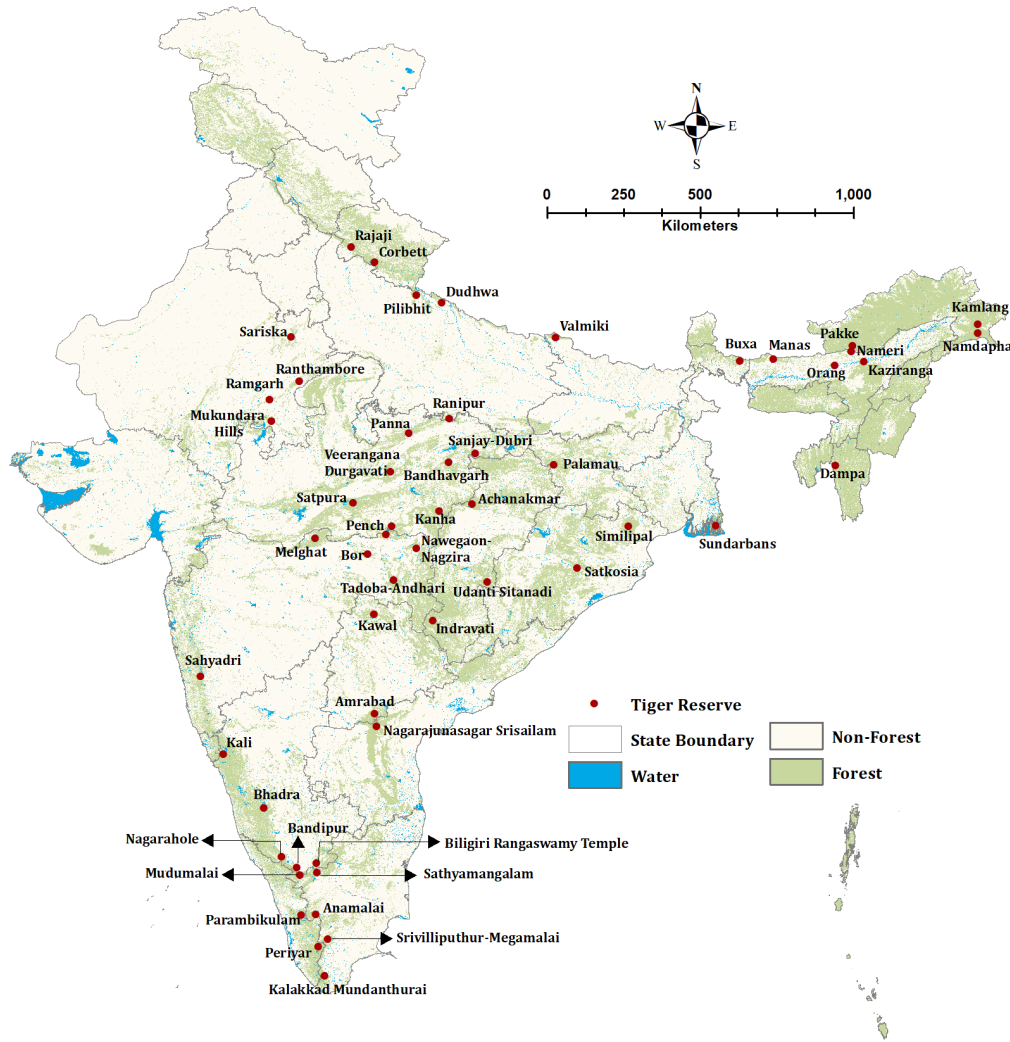 N
W
E
S
0
250
500
1,000
Kilometers
Rajaji
Corbett
Pilibhit
Dudhwa
Sariska
Valmiki
Kamlang
Namdapha
Pakke
Nameri
Buxa
Manas
Orang
Kaziranga
Ranthambore
Ramgarh
Mukundara
Hills
Ranipur
Panna
Sanjay-Dubri
Veerangana
Durgavati
Bandhavgarh
Palamau
Dampa
Satpura
Achanakmar
Kanha
Pench
Similipal
Sundarbans
Melghat
Bor
Nawegaon-
Nagzira
Satkosia
Tadoba-Andhari
Udanti-Sitanadi
Kawal
Indravati
Sahyadri
Amrabad
Nagarajunasagar Srisailam
Kali
Tiger Reserve
State Boundary
Water
Non-Forest
Forest
Bhadra
Bandipur
Nagarahole
Biligiri Rangaswamy Temple
Mudumalai
Sathyamangalam
Parambikulam
Anamalai
Srivilliputhur-Megamalai
Periyar
Kalakkad Mundanthurai